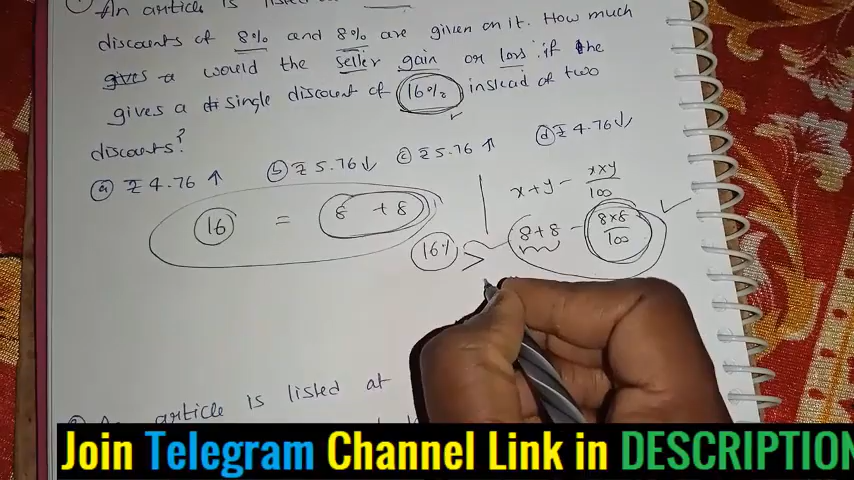 An article is listed
discounts of 8% and 8% are given on it. How much
gives a would the seller gain or loss if the
gives a single discount of 16% instead of two
discounts?
(a) ₹ 4.76 ↑ (b) ₹ 5.76 ↓ (c) ₹ 5.76 ↑ (d) ₹ 4.76 ↓
x+y - x×y/100
16 = 8 + 8
16% > 8+8 - 8×8/100
An article is listed at
Join Telegram Channel Link in DESCRIPTION